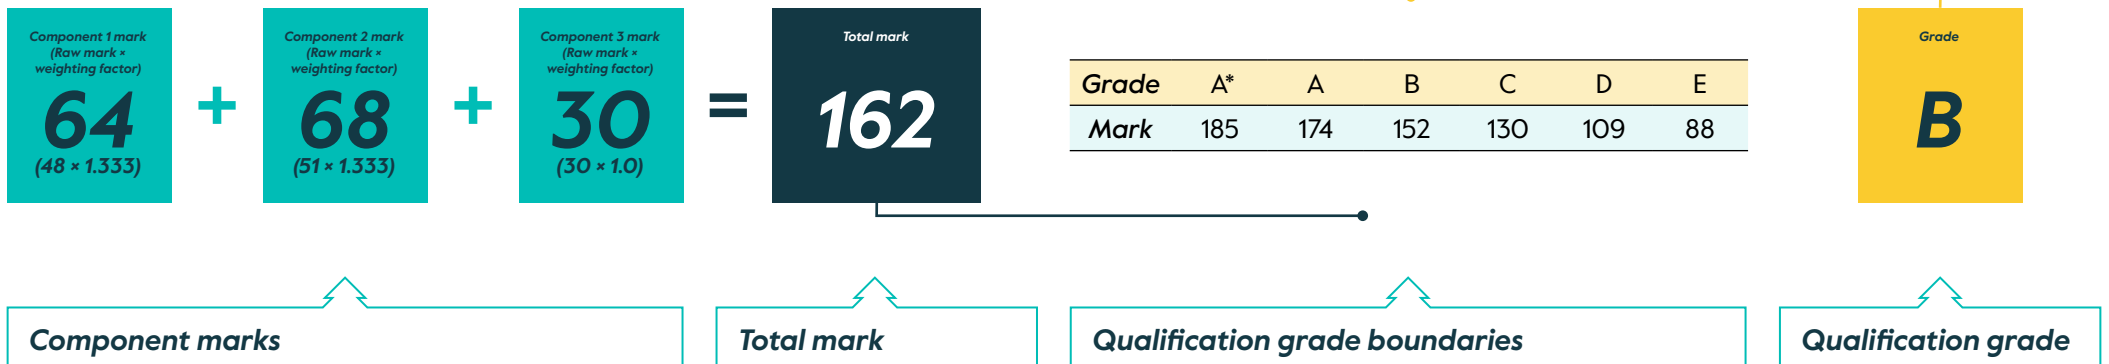 Component 1 mark
(Raw mark ×
weighting factor)
64
(48 × 1.333)
+
Component 2 mark
(Raw mark ×
weighting factor)
68
(51 × 1.333)
+
Component 3 mark
(Raw mark ×
weighting factor)
30
(30 × 1.0)
=
Total mark
162
Grade A* A B C D E
Mark 185 174 152 130 109 88
Grade
B
Component marks
Total mark
Qualification grade boundaries
Qualification grade